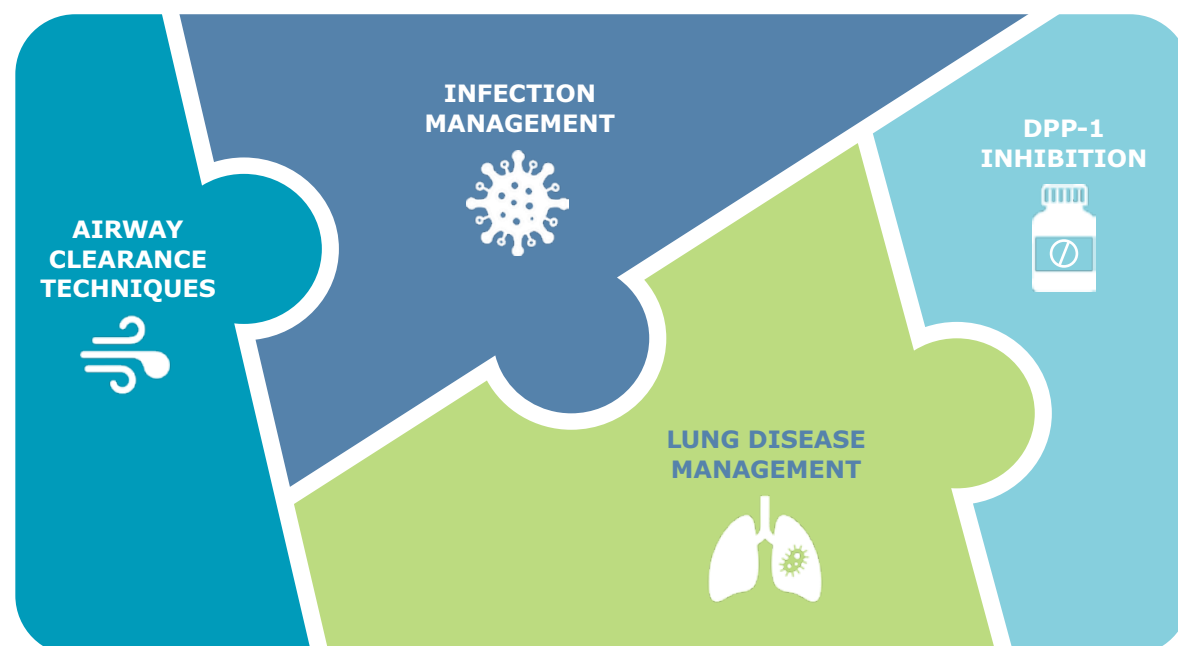 AIRWAY
CLEARANCE
TECHNIQUES
INFECTION
MANAGEMENT
LUNG DISEASE
MANAGEMENT
DPP-1
INHIBITION